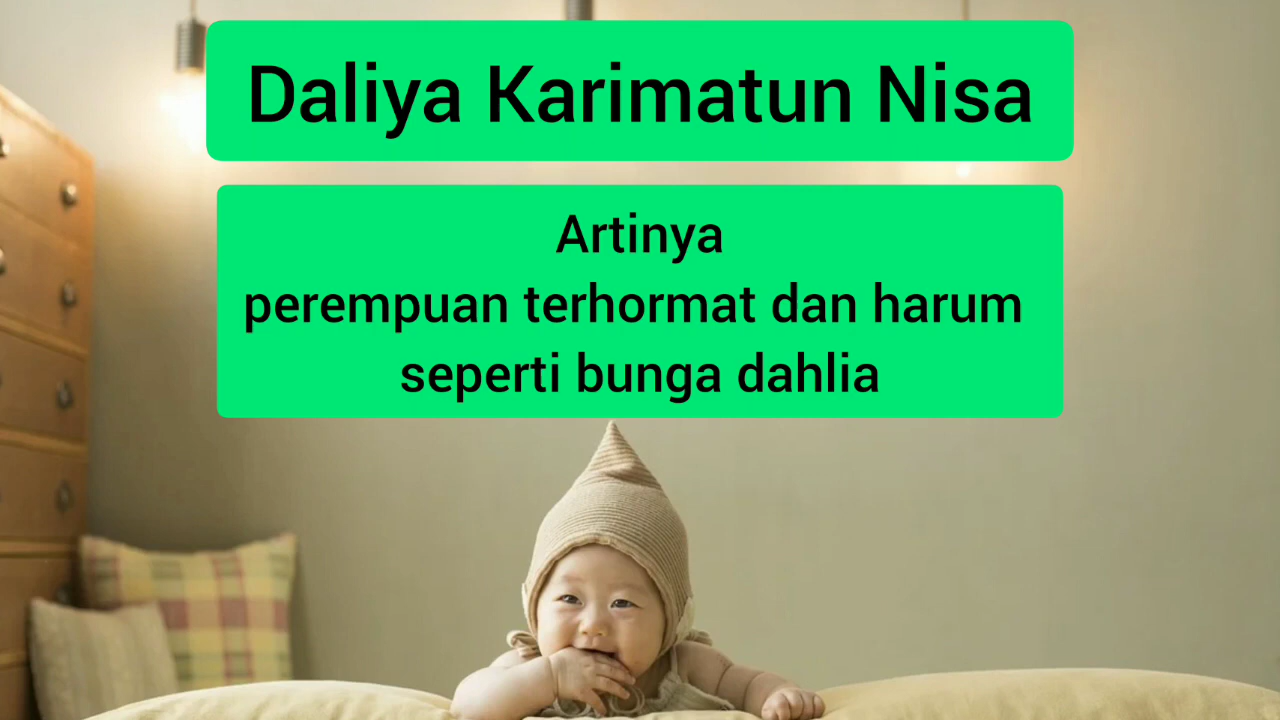 Daliya Karimatun Nisa
Artinya
perempuan terhormat dan harum
seperti bunga dahlia